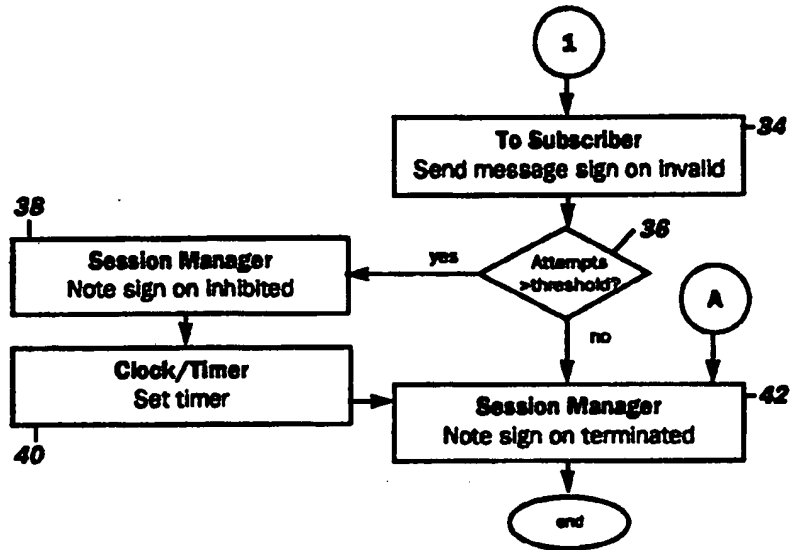 1
34
To Subscriber
Send message sign on invalid
36
Attempts
>threshold?
yes
no
38
Session Manager
Note sign on inhibited
Clock/Timer
Set timer
40
A
42
Session Manager
Note sign on terminated
end